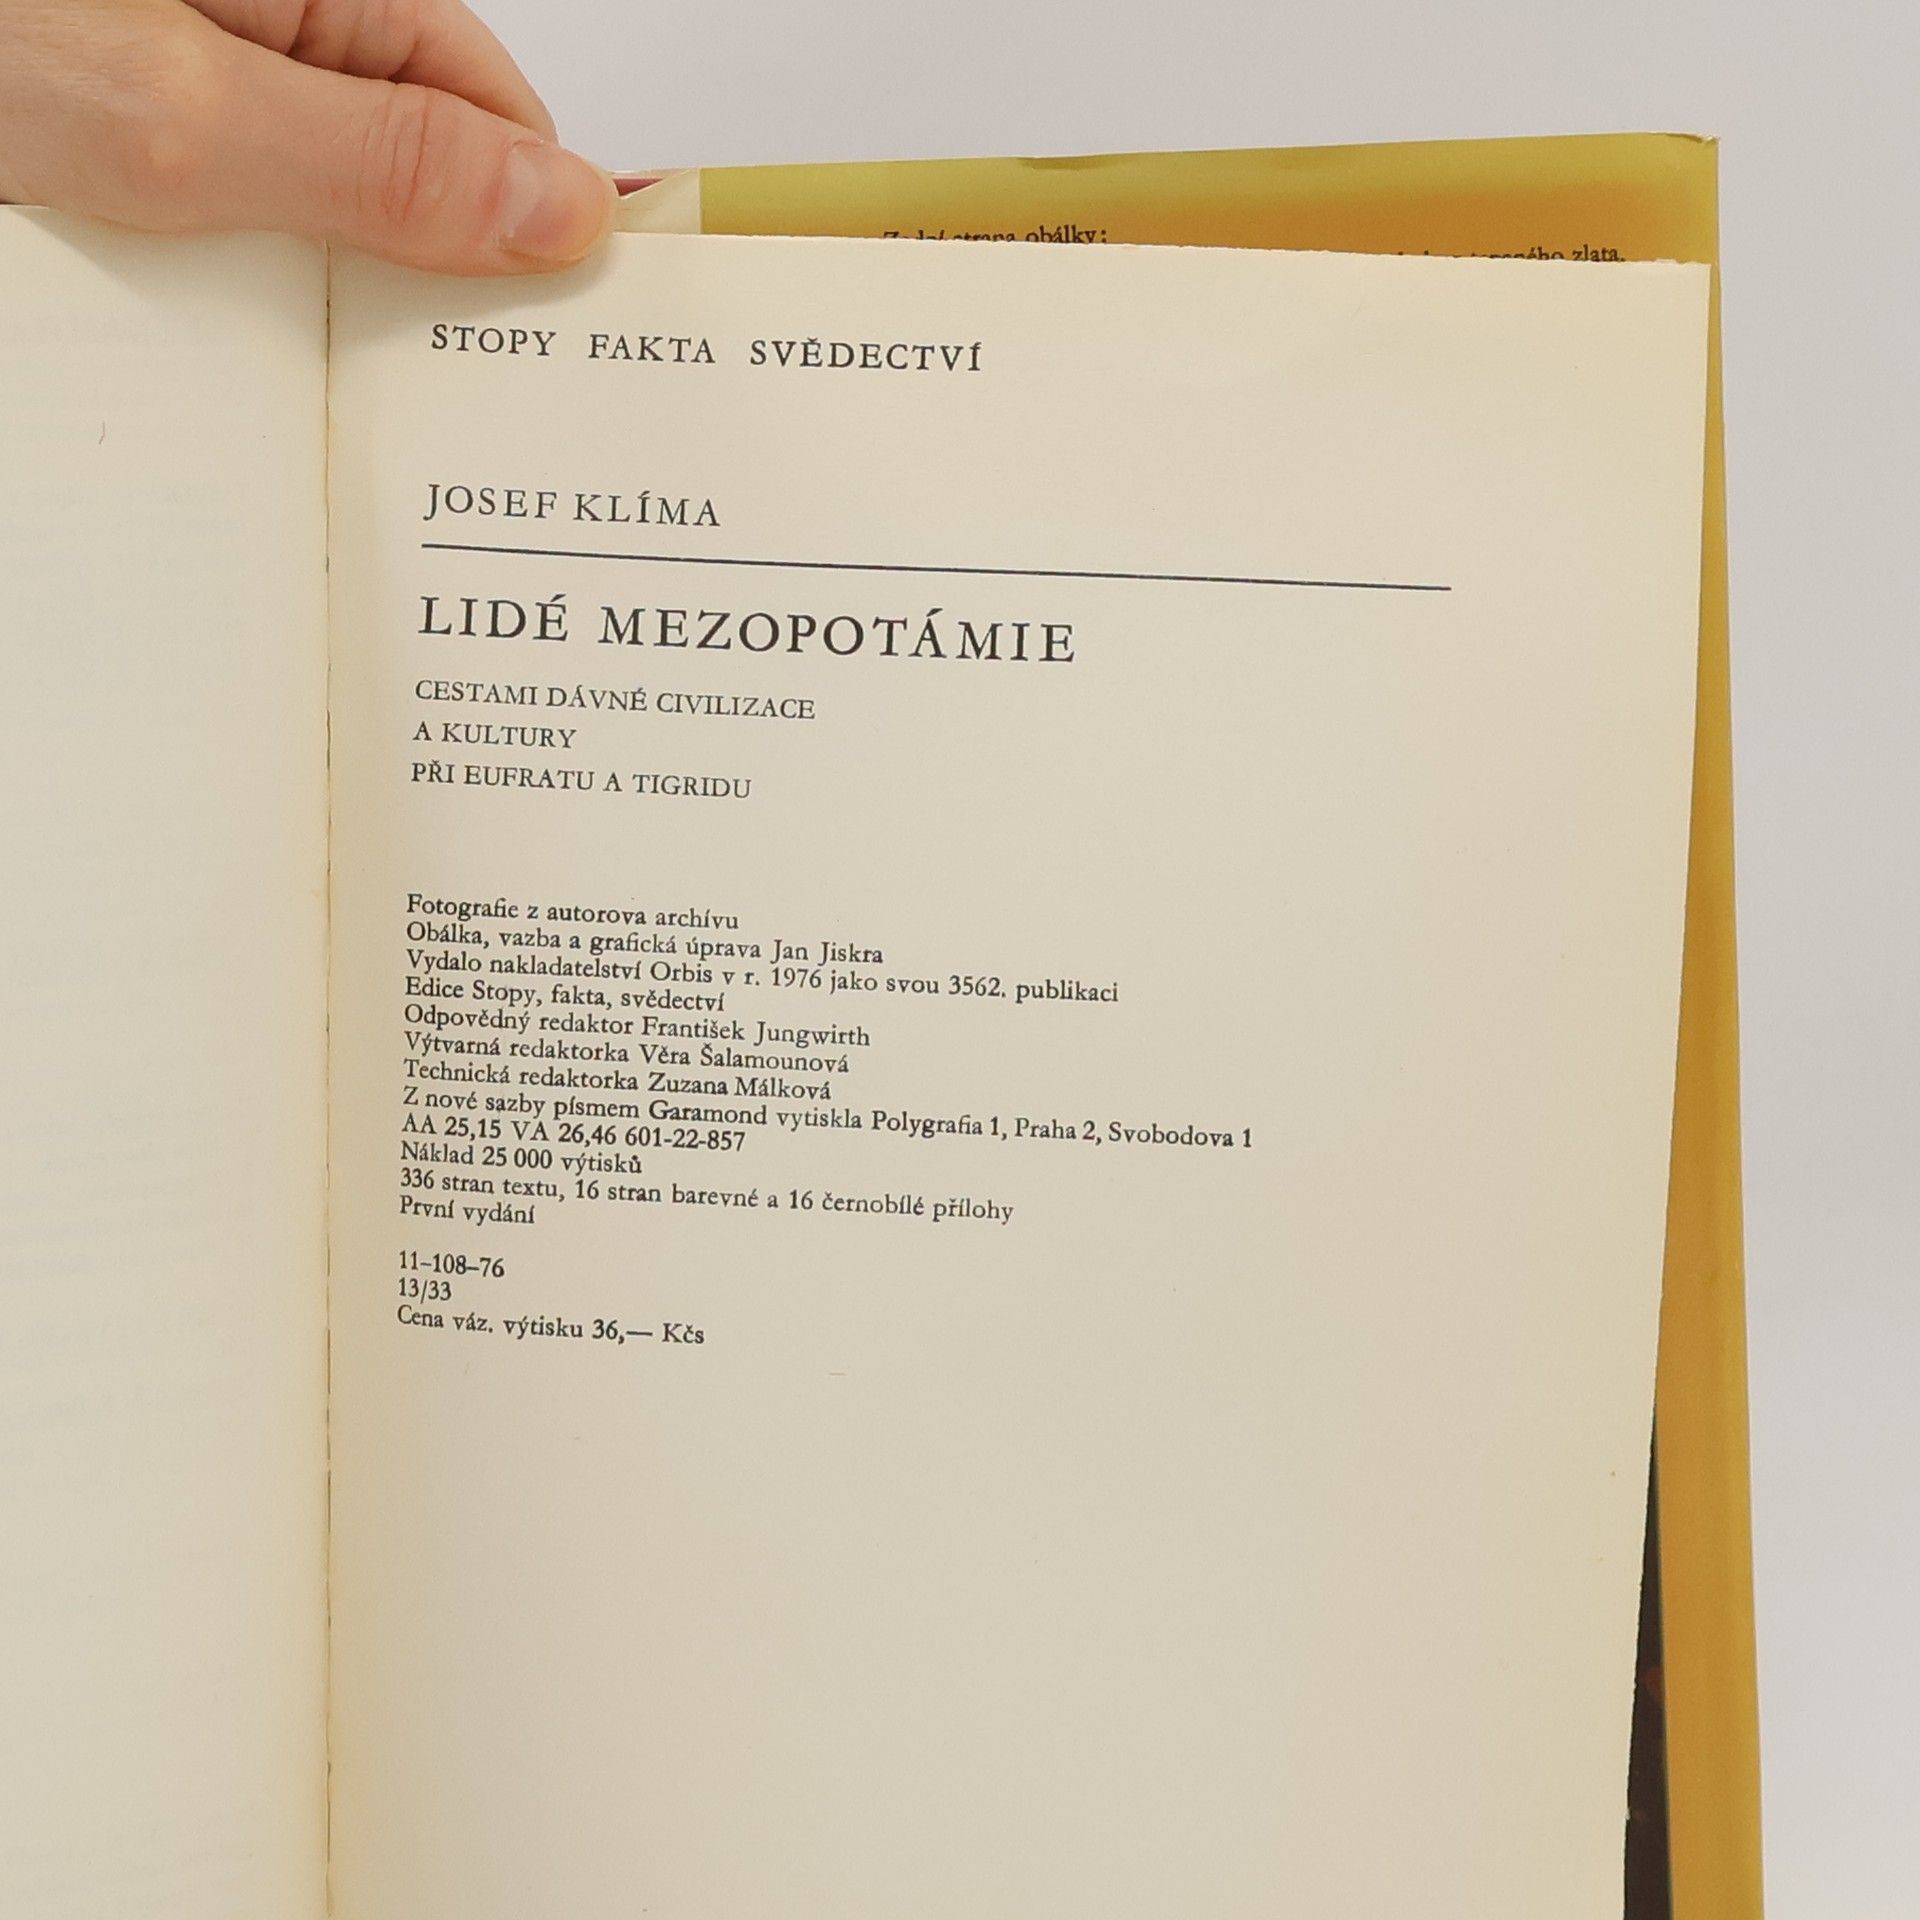 strana obálky:
zlata.
STOPY FAKTA SVĚDECTVÍ
JOSEF KLÍMA
LIDÉ MEZOPOTÁMIE
CESTAMI DÁVNÉ CIVILIZACE
A KULTURY
PŘI EUFRATU A TIGRIDU
Fotografie z autorova archívu
Obálka, vazba a grafická úprava Jan Jiskra
Vydalo nakladatelství Orbis v r. 1976 jako svou 3562. publikaci
Edice Stopy, fakta, svědectví
Odpovědný redaktor František Jungwirth
Výtvarná redaktorka Věra Šalamounová
Technická redaktorka Zuzana Málková
Z nové sazby písmem Garamond vytiskla Polygrafia 1, Praha 2, Svobodova 1
AA 25,15 VA 26,46 601-22-857
Náklad 25 000 výtisků
336 stran textu, 16 stran barevné a 16 černobílé přílohy
První vydání
11–108–76
13/33
Cena váz. výtisku 36,— Kčs